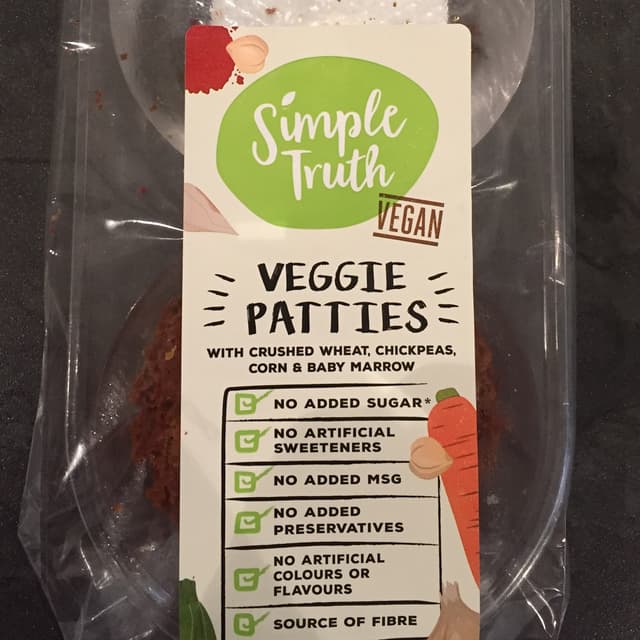 Simple
Truth
VEGAN
VEGGIE
PATTIES
WITH CRUSHED WHEAT, CHICKPEAS,
CORN & BABY MARROW
NO ADDED SUGAR*
NO ARTIFICIAL
SWEETENERS
NO ADDED MSG
NO ADDED
PRESERVATIVES
NO ARTIFICIAL
COLOURS OR
FLAVOURS
SOURCE OF FIBRE